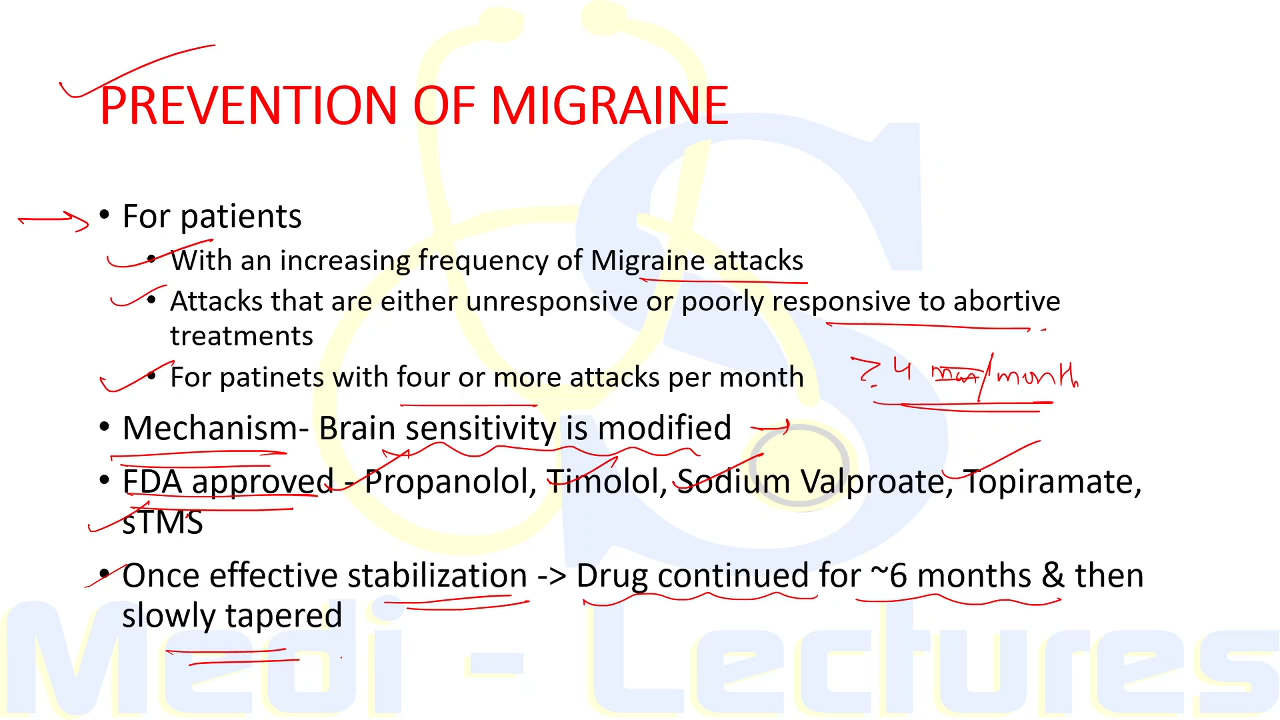 PREVENTION OF MIGRAINE
• For patients
• With an increasing frequency of Migraine attacks
• Attacks that are either unresponsive or poorly responsive to abortive
treatments
• For patinets with four or more attacks per month
≥ 4 /month
• Mechanism- Brain sensitivity is modified
• FDA approved - Propanolol, Timolol, Sodium Valproate, Topiramate,
sTMS
• Once effective stabilization -> Drug continued for ~6 months & then
slowly tapered
Medi - Lectures